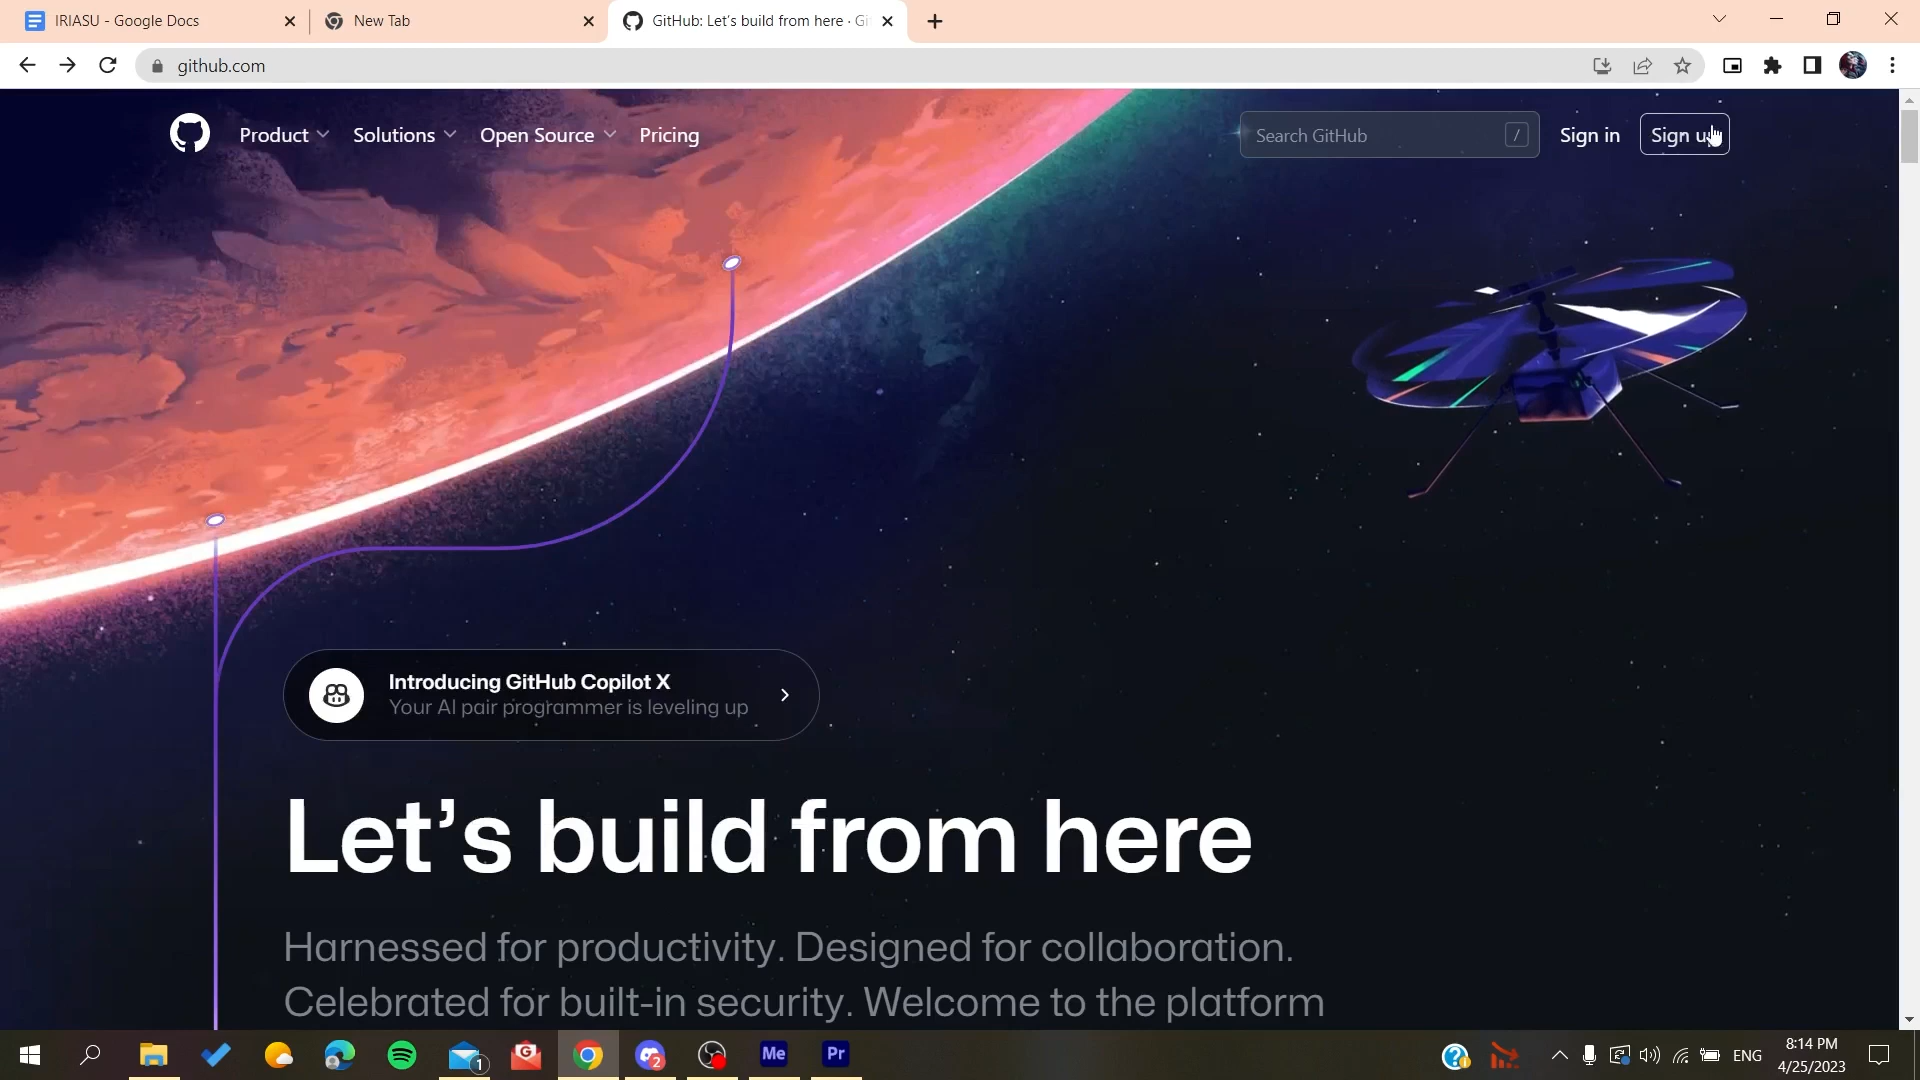 IRIASU - Google Docs
New Tab
GitHub: Let's build from here · Gi
github.com
Product
Solutions
Open Source
Pricing
Search GitHub
/
Sign in
Sign up
Introducing GitHub Copilot X
Your AI pair programmer is leveling up
Let's build from here
Harnessed for productivity. Designed for collaboration.
Celebrated for built-in security. Welcome to the platform
1
G
2
Me
Pr
ENG
8:14 PM
4/25/2023